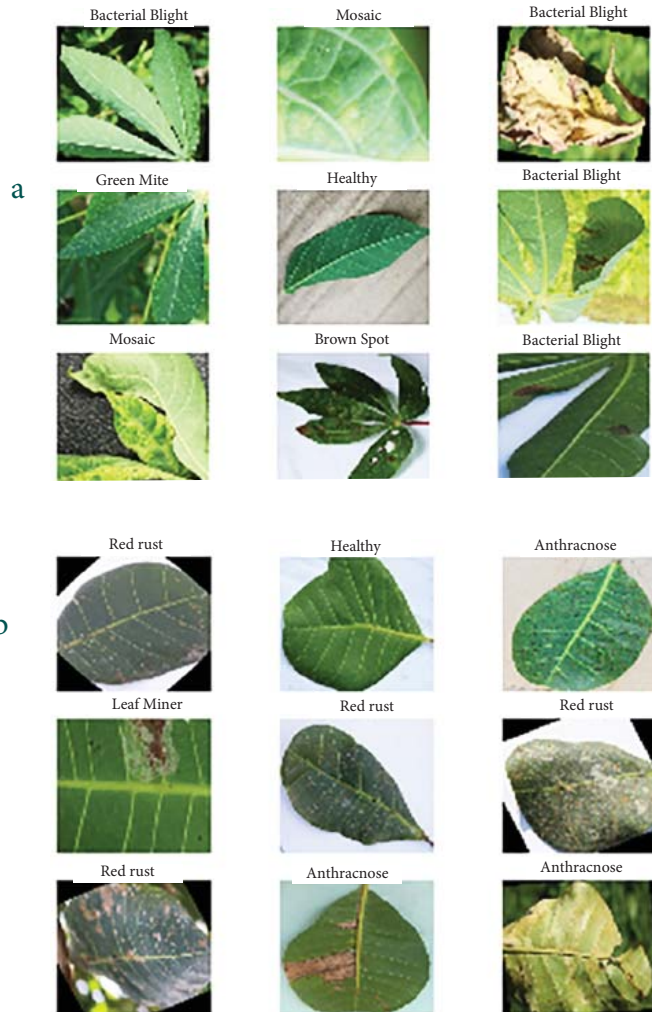 Bacterial Blight Mosaic Bacterial Blight
a
Green Mite Healthy Bacterial Blight
Mosaic Brown Spot Bacterial Blight
Red rust Healthy Anthracnose
b
Leaf Miner Red rust Red rust
Red rust Anthracnose Anthracnose